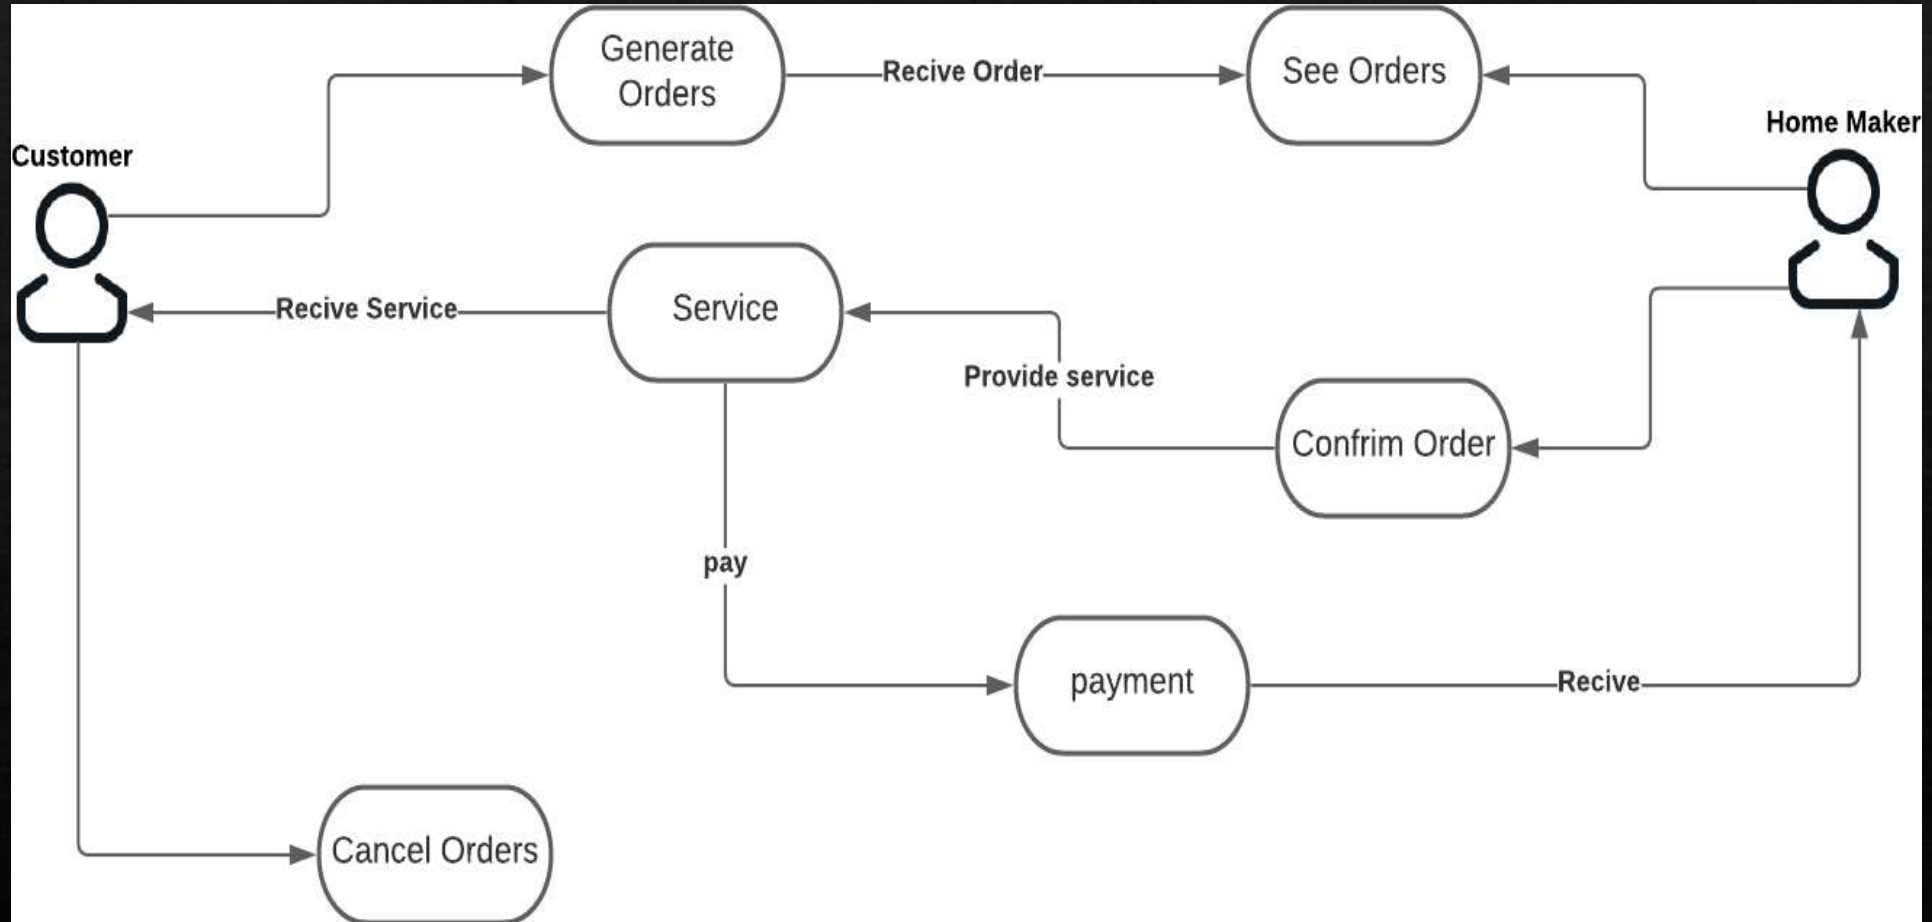 Generate
Orders
Recive Order
See Orders
Home Maker
Customer
Recive Service
Service
Provide service
Confrim Order
pay
payment
Recive
Cancel Orders